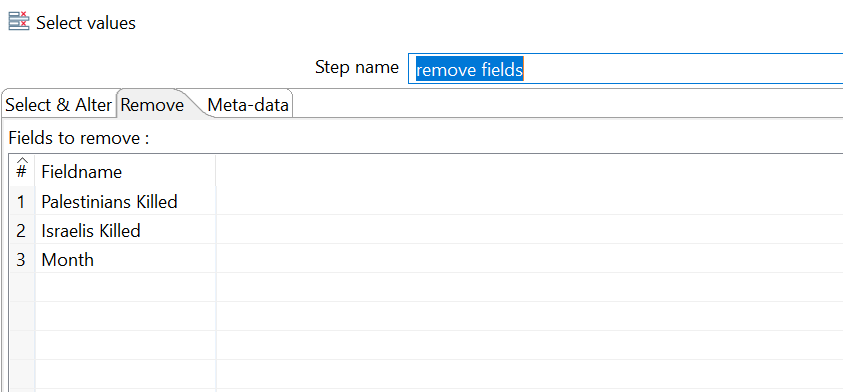 Select values
Step name remove fields
Select & Alter Remove Meta-data
Fields to remove :
# Fieldname
1 Palestinians Killed
2 Israelis Killed
3 Month